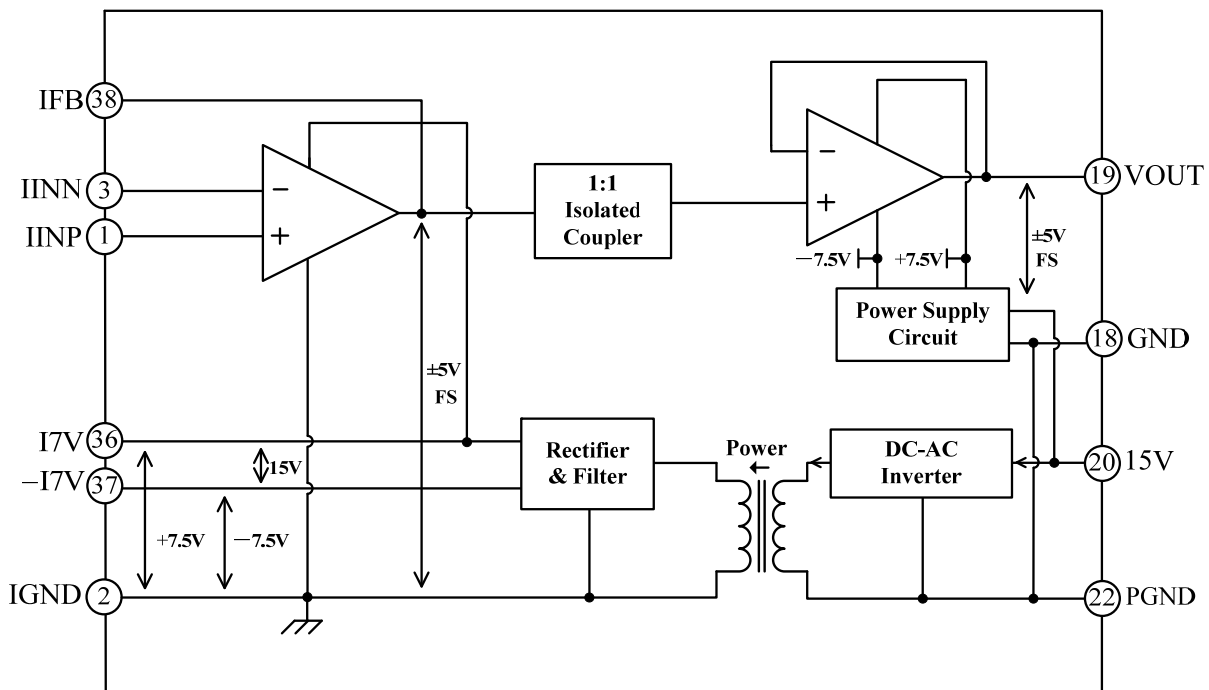 IFB 38
IINN 3
IINP 1
1:1
Isolated
Coupler
19 VOUT
－7.5V
+7.5V
±5V
FS
Power Supply
Circuit
18 GND
±5V
FS
I7V 36
−I7V 37
15V
+7.5V
－7.5V
Rectifier
& Filter
Power
DC-AC
Inverter
20 15V
IGND 2
22 PGND